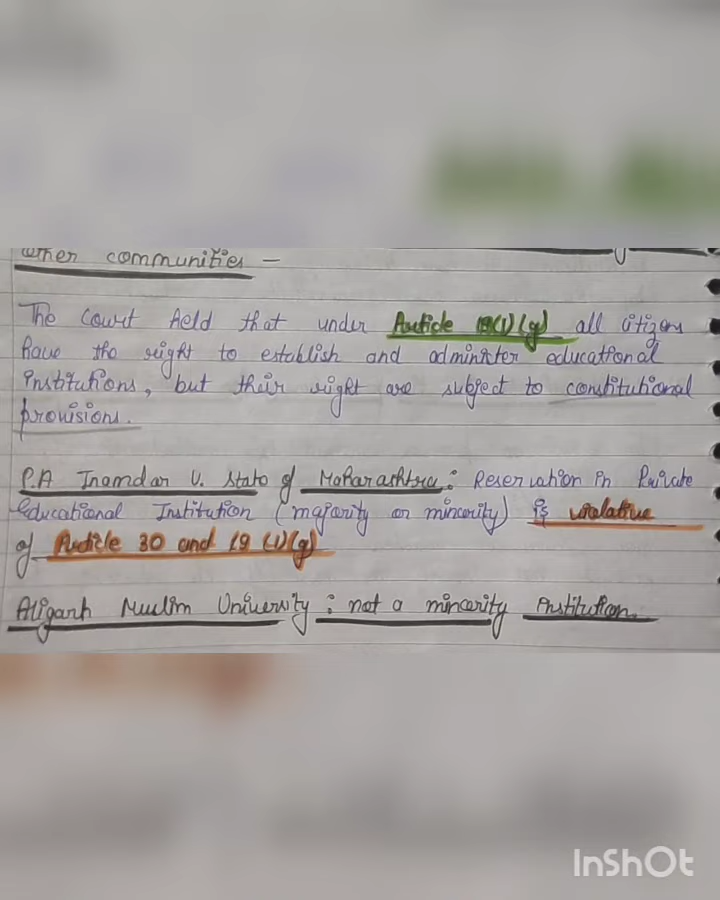 other communities –
The Court held that under Article 19(1)(g) all citizens
have the right to establish and administer educational
institutions, but their right are subject to constitutional
provisions.
P.A Inamdar V. State of Maharashtra : Reservation in Private
Educational Institution (majority or minority) is violative
of Article 30 and 19 (1)(g)
Aligarh Muslim University : not a minority Institution.
InShOt